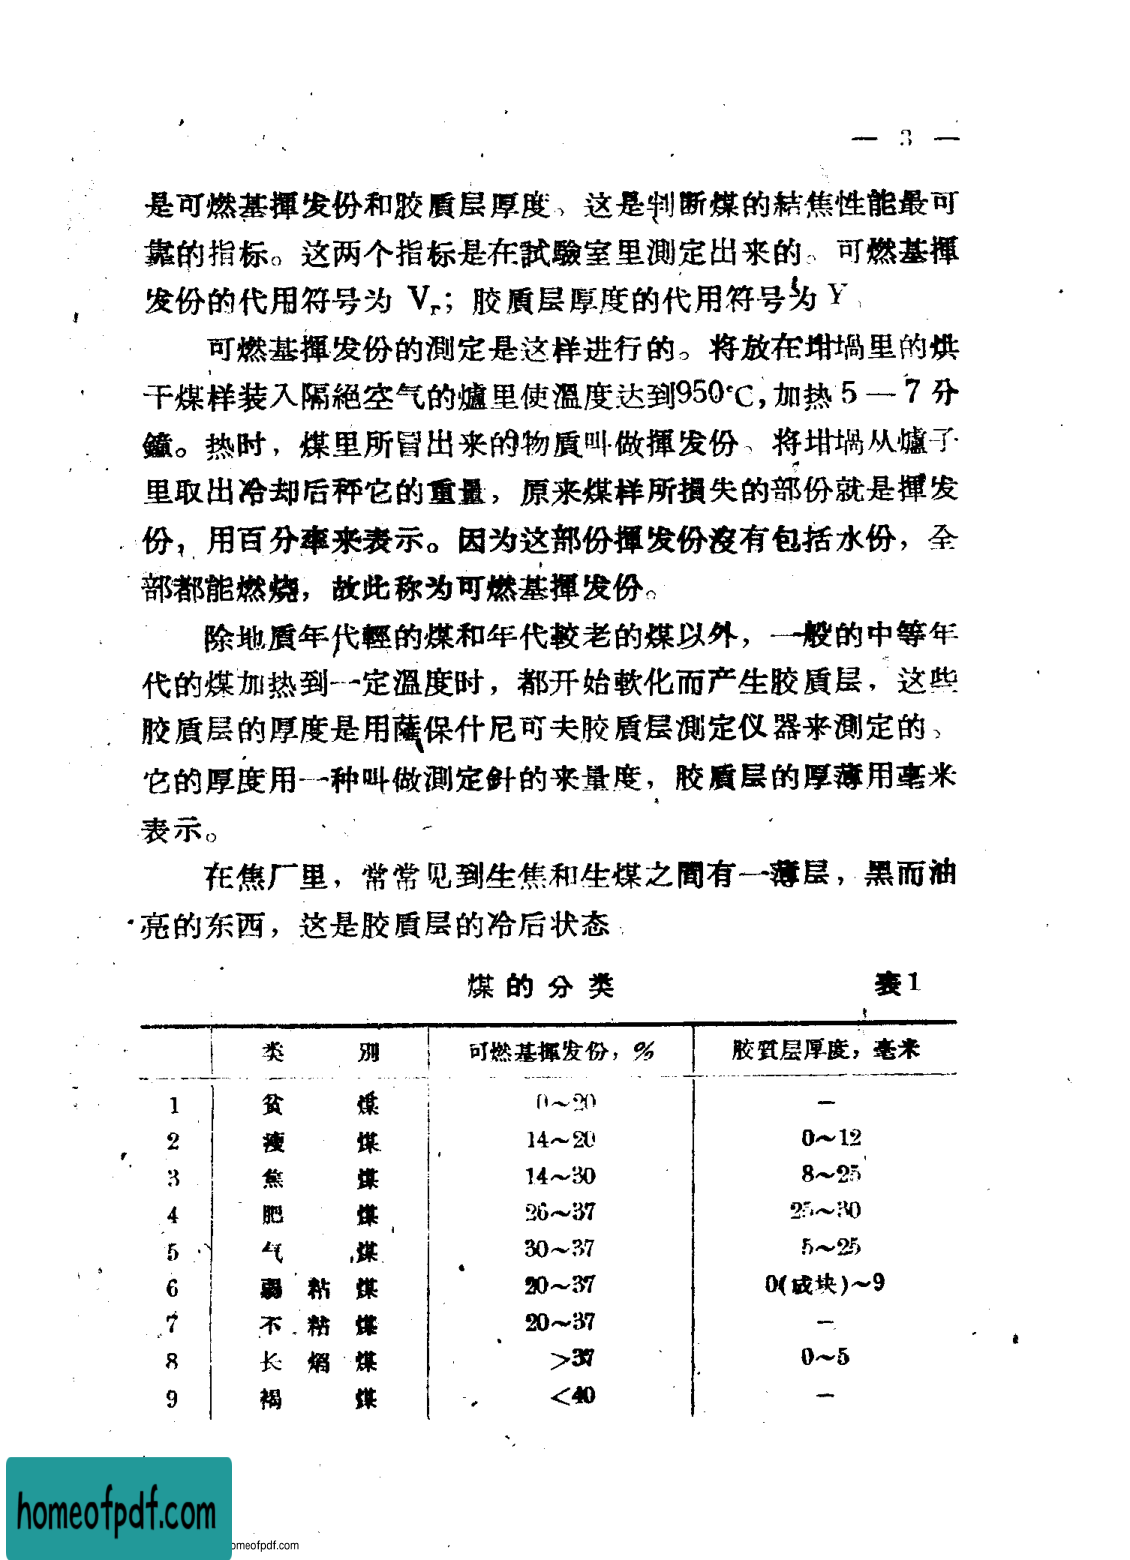 — 3 —
是可燃基揮发份和胶質层厚度、这是判断煤的結焦性能最可
靠的指标。这两个指标是在試驗室里測定出来的。可燃基揮
发份的代用符号为 Vr；胶質层厚度的代用符号为 Y、
可燃基揮发份的測定是这样进行的。将放在坩堝里的烘
干煤样装入隔絕空气的爐里使溫度达到950°C，加热 5 — 7 分
鐘。热时，煤里所冒出来的物质叫做揮发份、将坩堝从爐子
里取出冷却后秤它的重量，原来煤样所損失的部份就是揮发
份，用百分率来表示。因为这部份揮发份沒有包括水份，全
部都能燃烧，故此称为可燃基揮发份。
除地質年代輕的煤和年代較老的煤以外，一般的中等年
代的煤加热到一定溫度时，都开始軟化而产生胶质层，这些
胶質层的厚度是用薩保什尼可夫胶質层測定仪器来測定的、
它的厚度用一种叫做測定針的来量度，胶質层的厚薄用毫米
表示。
在焦厂里，常常见到生焦和生煤之間有一薄层，黑而油
亮的东西，这是胶質层的冷后状态
煤的分类 表1
类別 可燃基揮发份，% 胶質层厚度，毫米
1 贫煤 0～20 —
2 瘦煤 14～20 0～12
3 焦煤 14～30 8～25
4 肥煤 26～37 25～30
5 气煤 30～37 5～25
6 弱粘煤 20～37 0(成块)～9
7 不粘煤 20～37 —
8 长焰煤 >37 0～5
9 褐煤 <40 —
homeofpdf.com
omeofpdf.com